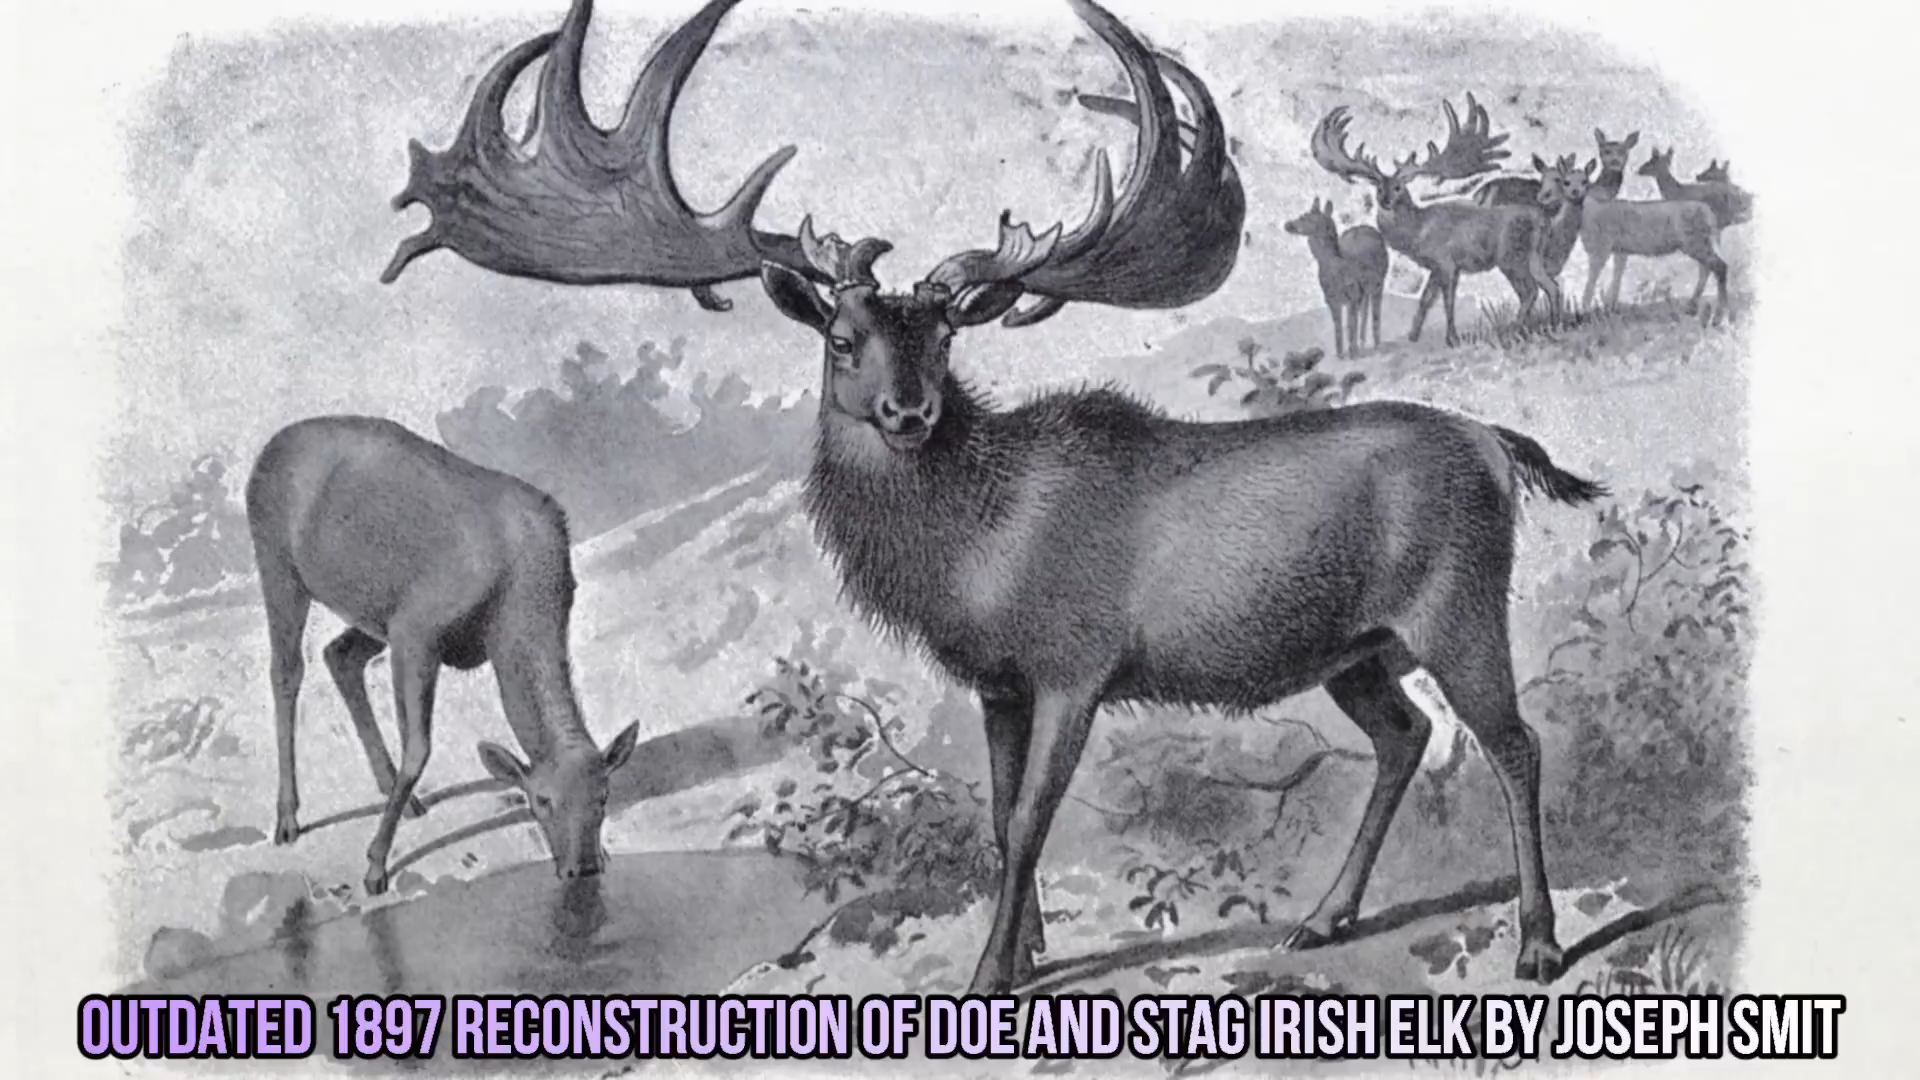 OUTDATED 1897 RECONSTRUCTION OF DOE AND STAG IRISH ELK BY JOSEPH SMIT